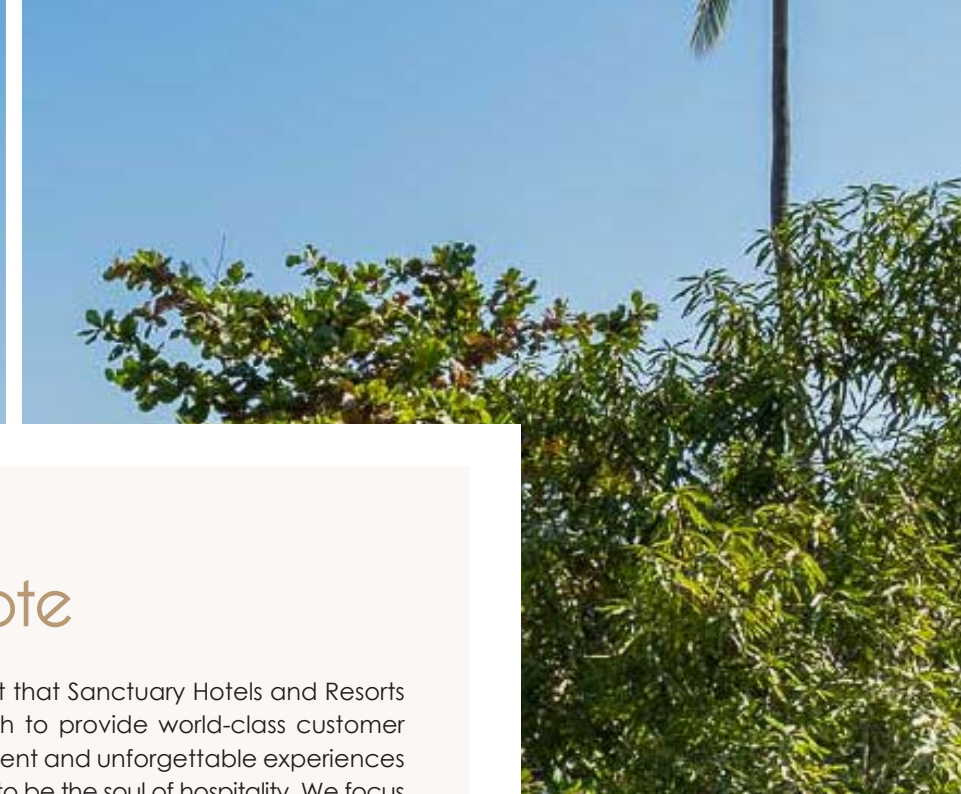 ote
t that Sanctuary Hotels and Resorts
h to provide world-class customer
ent and unforgettable experiences
to be the soul of hospitality. We focus